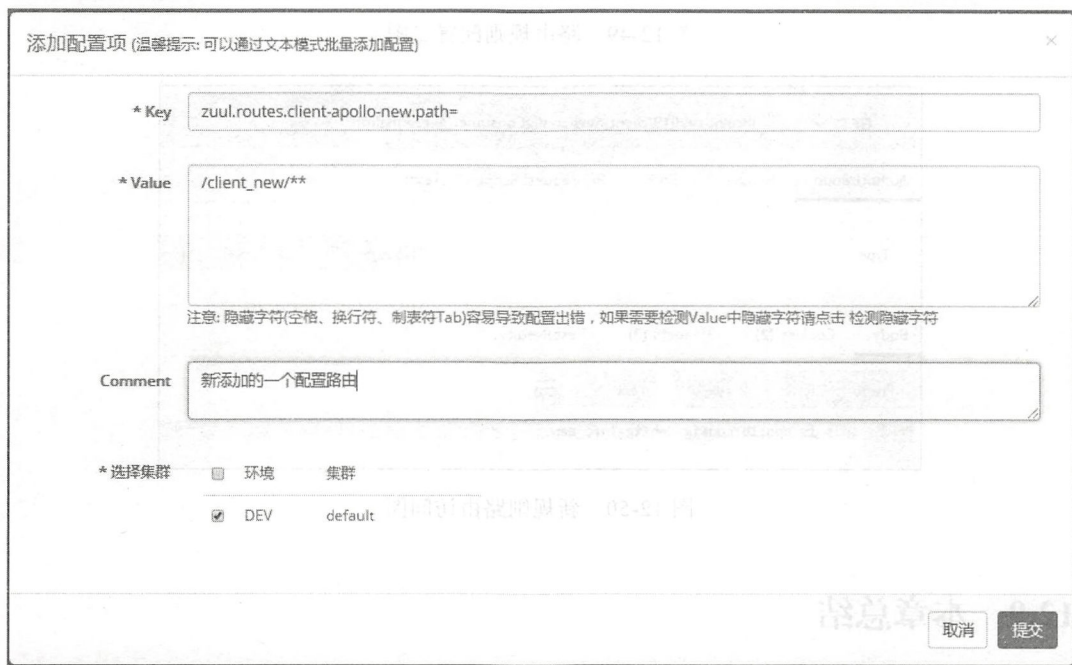 添加配置项 (温馨提示: 可以通过文本模式批量添加配置)
×
* Key zuul.routes.client-apollo-new.path=
* Value /client_new/**
注意: 隐藏字符(空格、换行符、制表符Tab)容易导致配置出错，如果需要检测Value中隐藏字符请点击 检测隐藏字符
Comment 新添加的一个配置路由
* 选择集群 环境 集群
DEV default
取消 提交